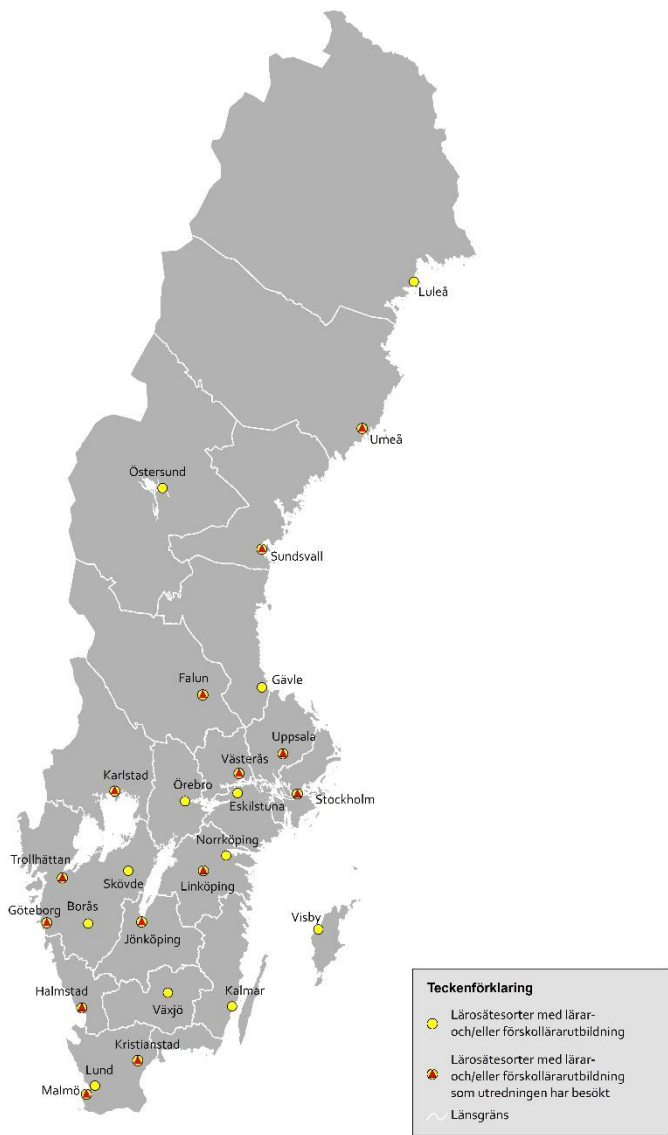 Luleå
Umeå
Östersund
Sundsvall
Falun
Gävle
Uppsala
Västerås
Karlstad
Örebro
Eskilstuna
Stockholm
Norrköping
Trollhättan
Skövde
Linköping
Göteborg
Borås
Jönköping
Visby
Halmstad
Växjö
Kalmar
Kristianstad
Lund
Malmö
Teckenförklaring
Lärosätesorter med lärar-
och/eller förskollärarutbildning
Lärosätesorter med lärar-
och/eller förskollärarutbildning
som utredningen har besökt
Länsgräns